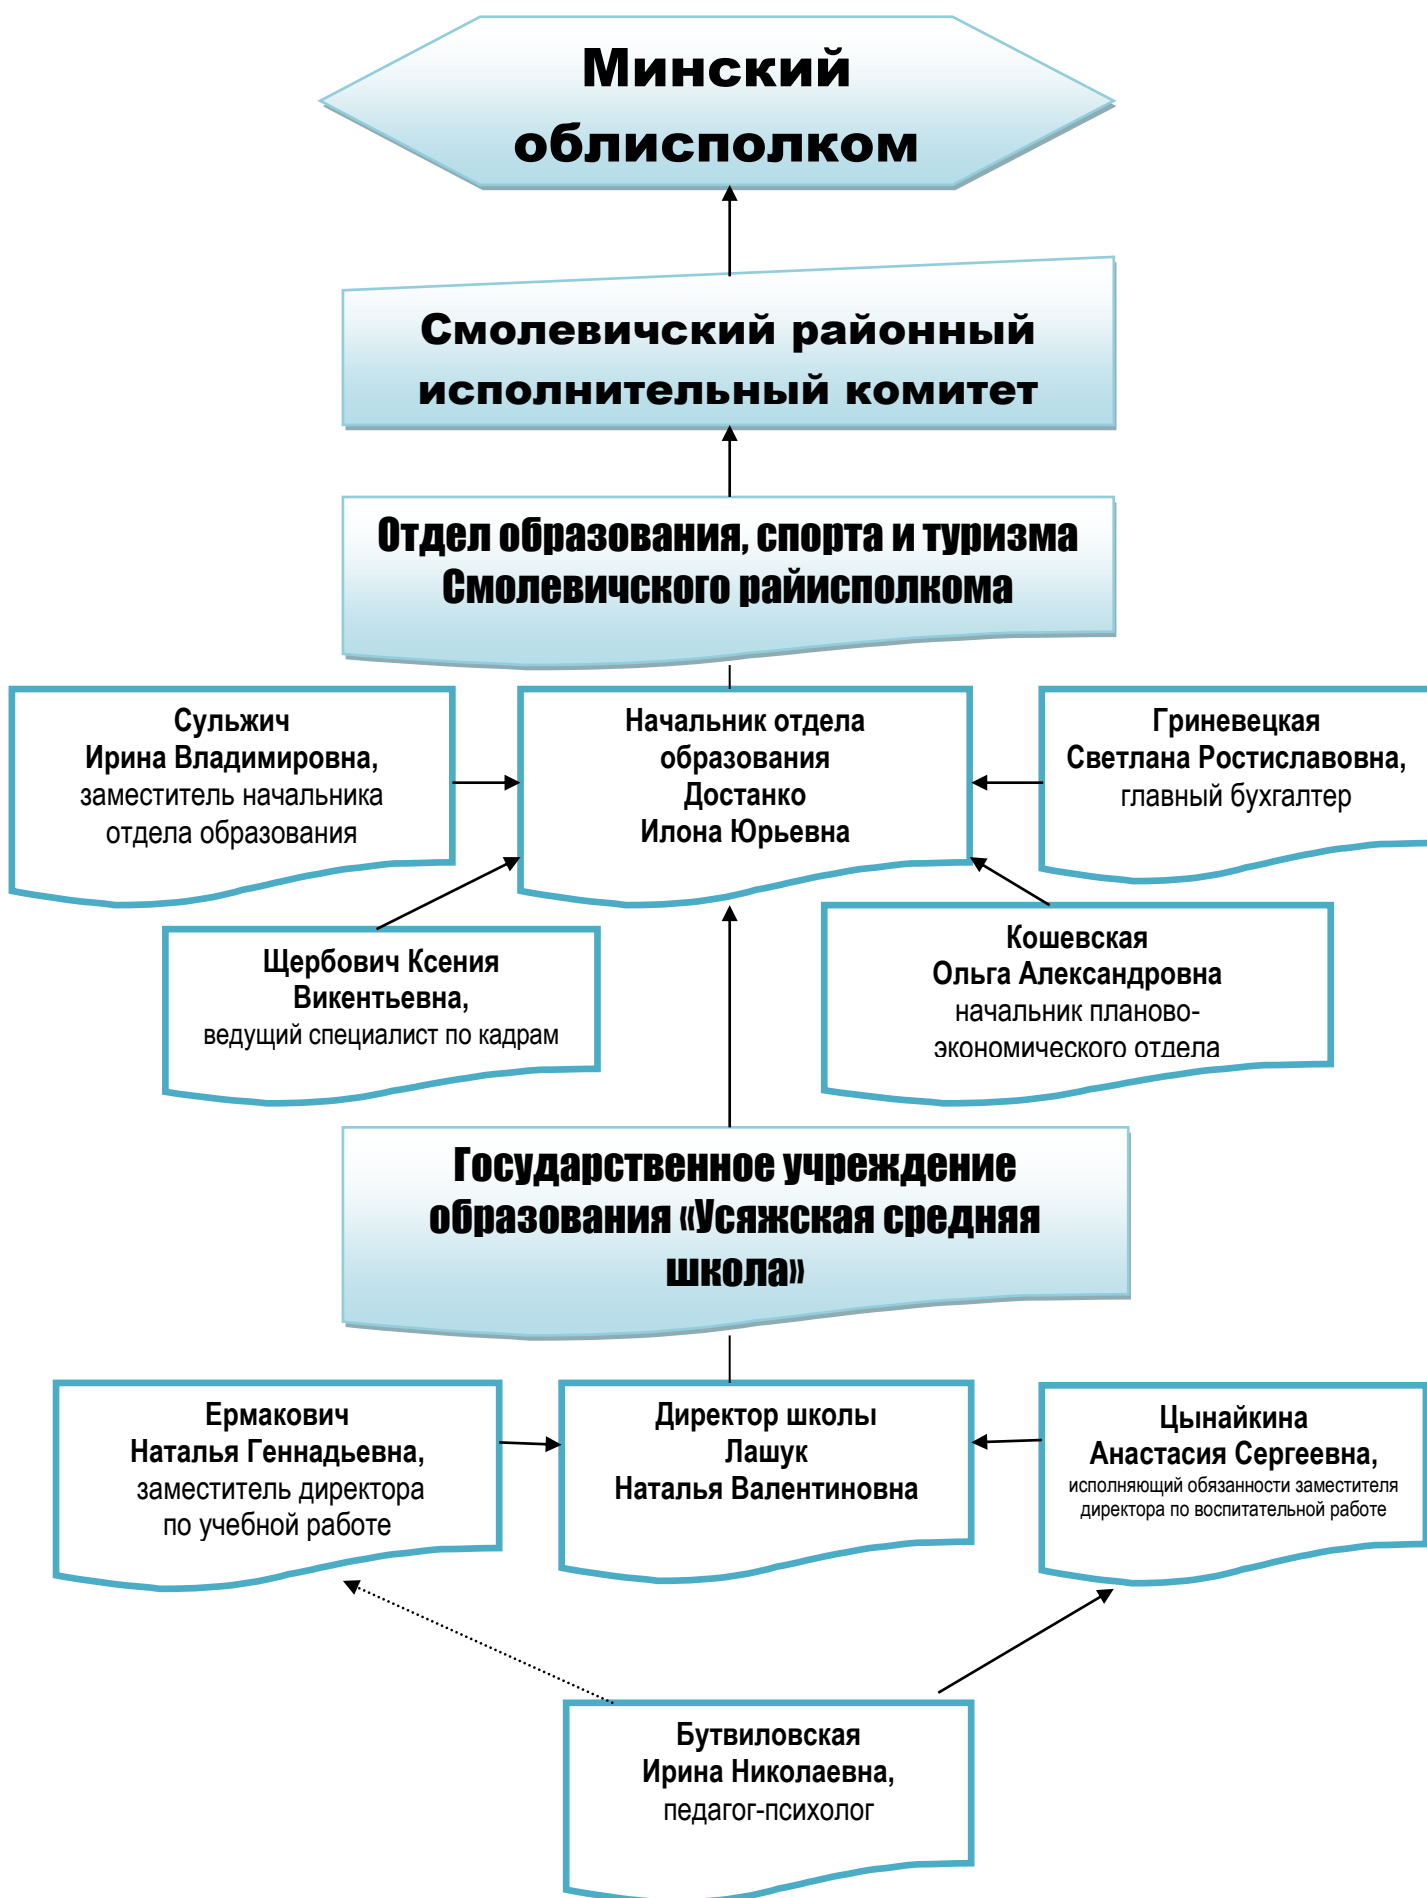 Минский
облисполком
Смолевичский районный
исполнительный комитет
Отдел образования, спорта и туризма
Смолевичского райисполкома
Сульжич
Ирина Владимировна,
заместитель начальника
отдела образования
Начальник отдела
образования
Достанко
Илона Юрьевна
Гриневецкая
Светлана Ростиславовна,
главный бухгалтер
Щербович Ксения
Викентьевна,
ведущий специалист по кадрам
Кошевская
Ольга Александровна
начальник планово-
экономического отдела
Государственное учреждение
образования «Усяжская средняя
школа»
Ермакович
Наталья Геннадьевна,
заместитель директора
по учебной работе
Директор школы
Лашук
Наталья Валентиновна
Цынайкина
Анастасия Сергеевна,
исполняющий обязанности заместителя
директора по воспитательной работе
Бутвиловская
Ирина Николаевна,
педагог-психолог